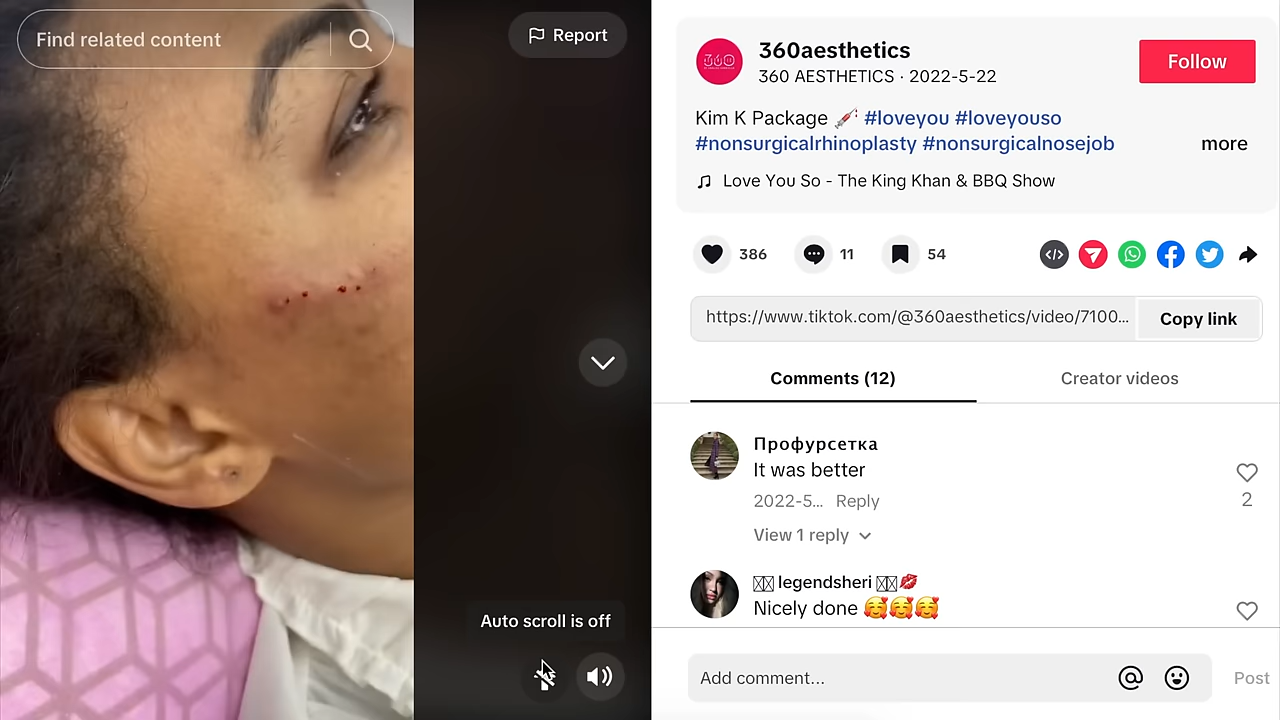 Find related content
Report
360
360aesthetics
360 AESTHETICS · 2022-5-22
Follow
Kim K Package 💉 #loveyou #loveyouso
#nonsurgicalrhinoplasty #nonsurgicalnosejob
more
Love You So - The King Khan & BBQ Show
386
11
54
https://www.tiktok.com/@360aesthetics/video/7100...
Copy link
Comments (12)
Creator videos
Профурсетка
It was better
2022-5... Reply
2
View 1 reply
legendsheri 💋
Nicely done 🥰🥰🥰
Auto scroll is off
Add comment...
Post